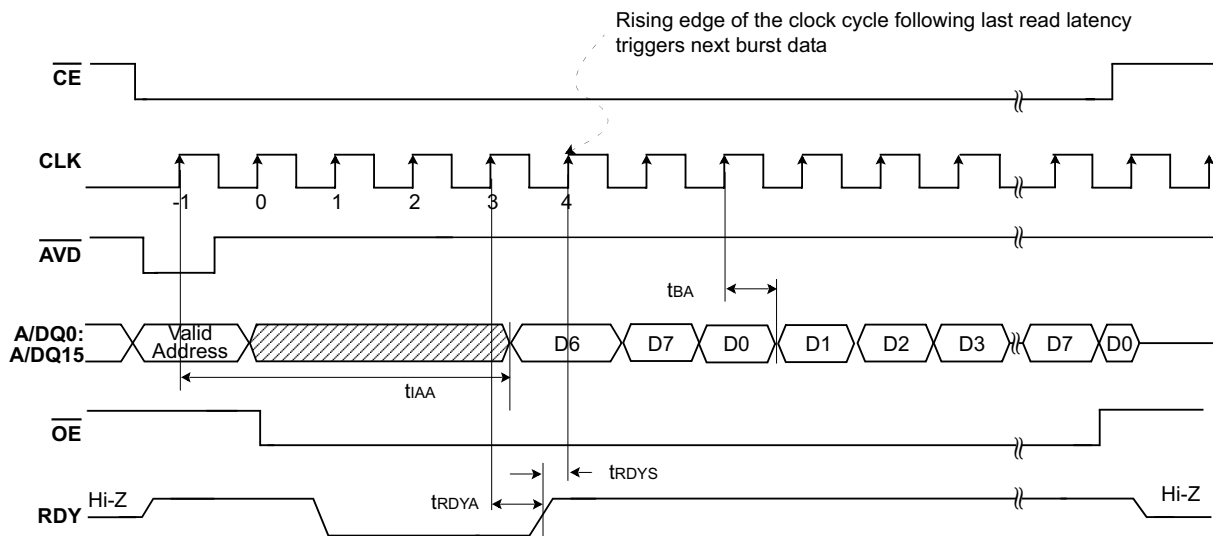 Rising edge of the clock cycle following last read latency
triggers next burst data
CE
CLK
-1 0 1 2 3 4
AVD
tBA
A/DQ0:
A/DQ15
Valid
Address
D6 D7 D0 D1 D2 D3 D7 D0
tIAA
OE
tRDYS
tRDYA
Hi-Z
RDY
Hi-Z